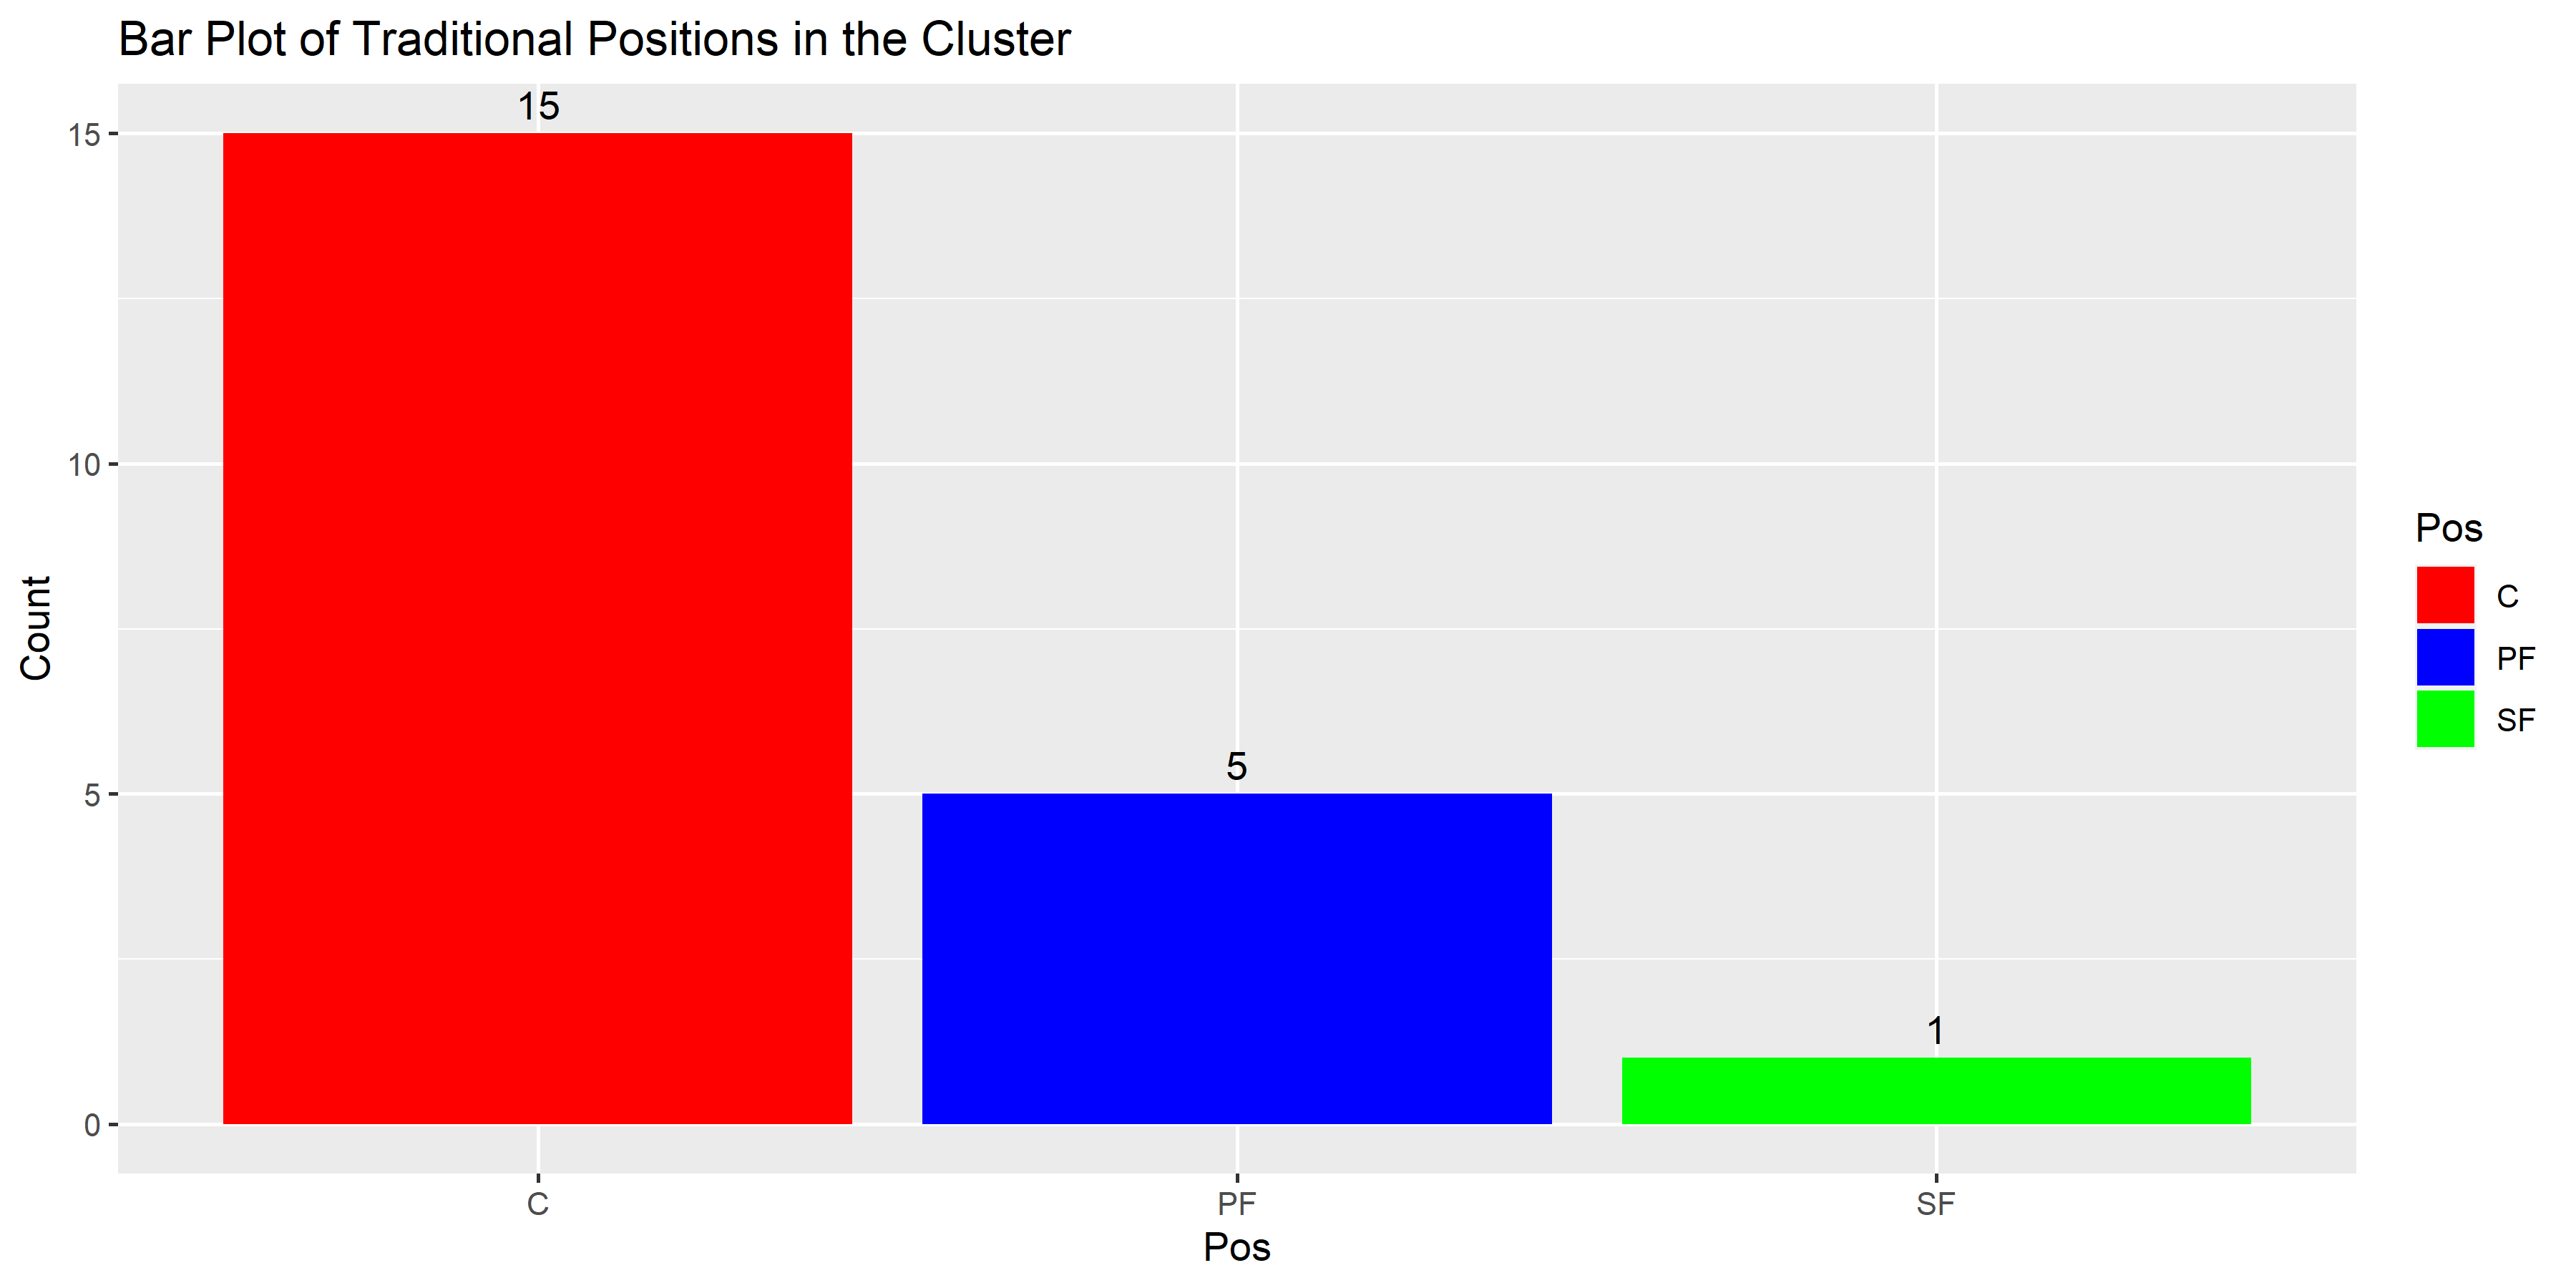 Bar Plot of Traditional Positions in the Cluster
15
15
10
5
5
1
0
Count
C
PF
SF
Pos
Pos
C
PF
SF